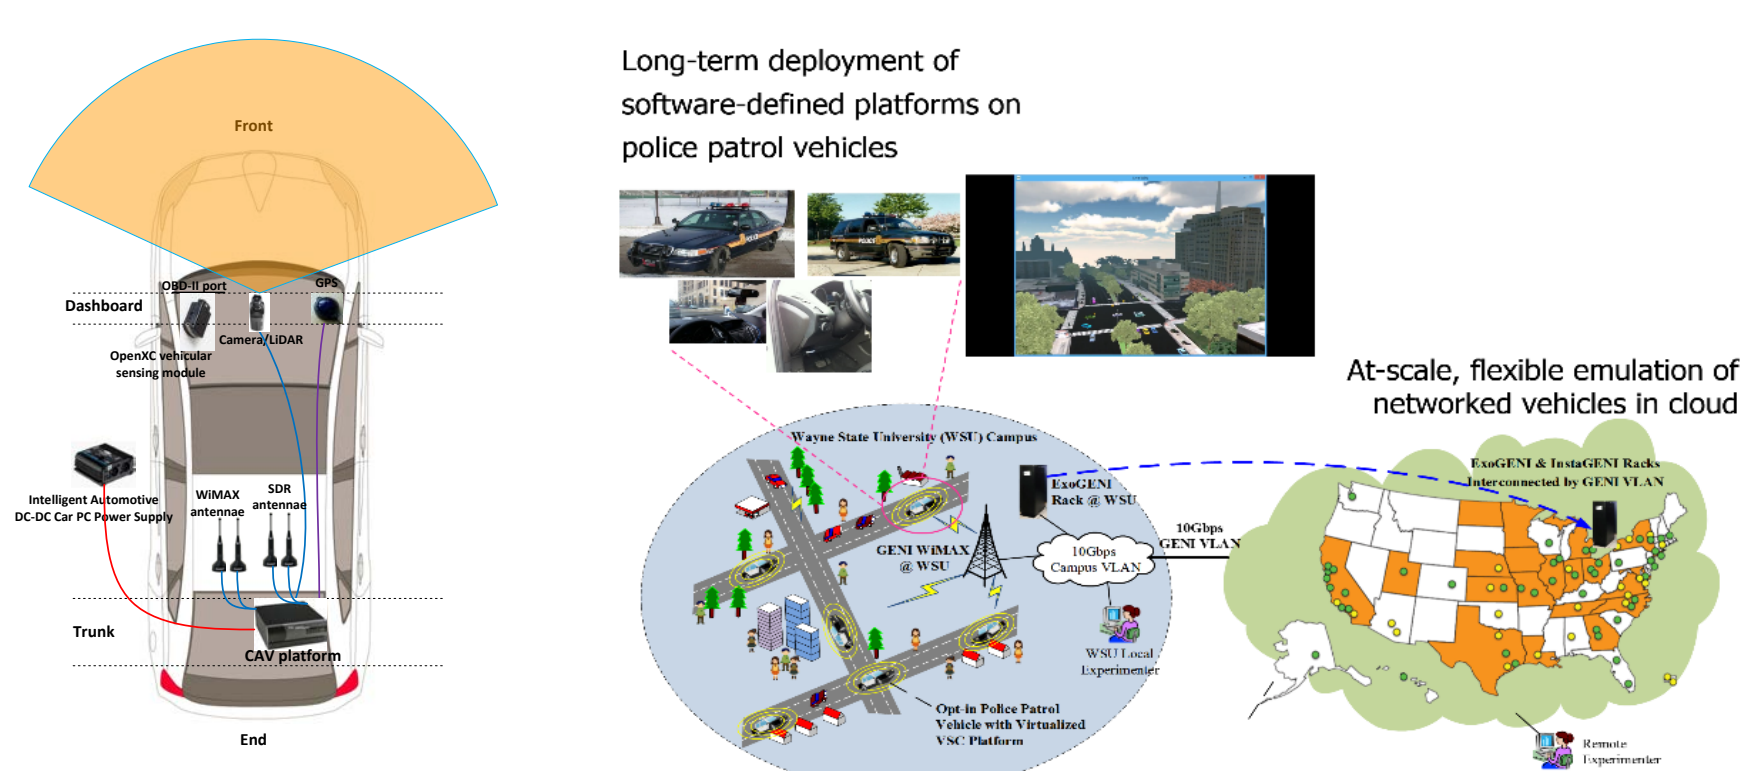 Front
Dashboard
OBD-II port
GPS
Camera/LiDAR
OpenXC vehicular
sensing module
Intelligent Automotive
DC-DC Car PC Power Supply
WiMAX
antennae
SDR
antennae
Trunk
CAV platform
End
Long-term deployment of
software-defined platforms on
police patrol vehicles
POLICE
POLICE
At-scale, flexible emulation of
networked vehicles in cloud
Wayne State University (WSU) Campus
ExoGENI
Rack @ WSU
GENI WiMAX
@ WSU
10Gbps
Campus VLAN
10Gbps
GENI VLAN
WSU Local
Experimenter
Opt-in Police Patrol
Vehicle with Virtualized
VSC Platform
ExoGENI & InstaGENI Racks
Interconnected by GENI VLAN
Remote
Experimenter